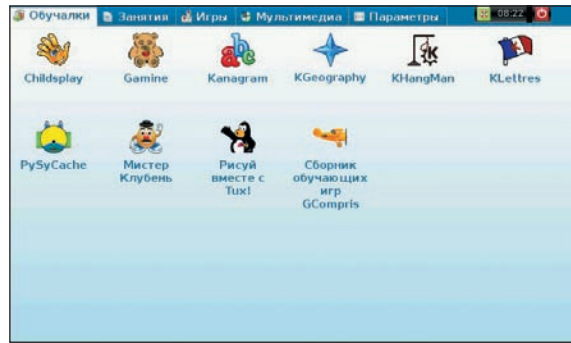 Обучалки Занятия Игры Мультимедиа Параметры 08:22
Childsplay Gamine Kanagram KGeography KHangMan KLettres
PySyCache Мистер Клубень Рисуй вместе с Tux! Сборник обучающих игр GCompris